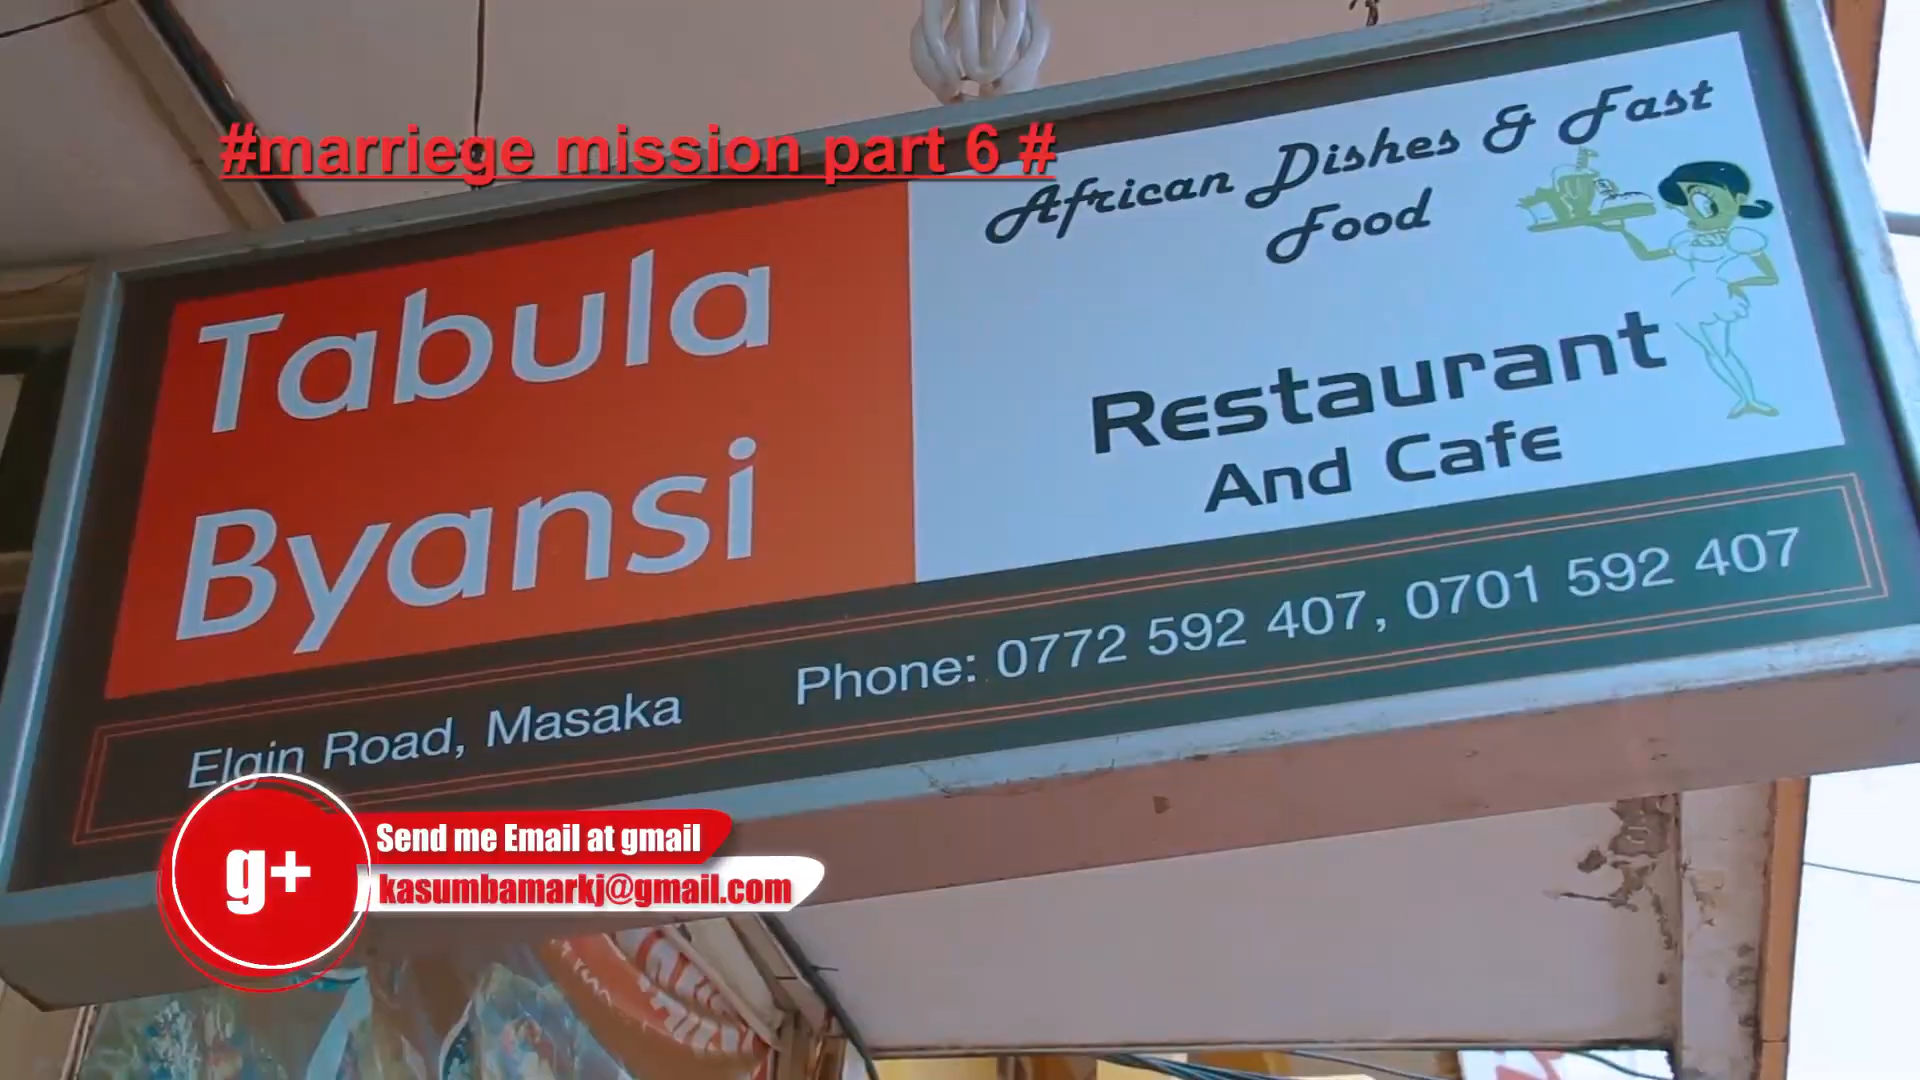 #marriege mission part 6 #
African Dishes & Fast
Food
Tabula
Byansi
Restaurant
And Cafe
Elgin Road, Masaka
Phone: 0772 592 407, 0701 592 407
g+
Send me Email at gmail
kasumbamarkj@gmail.com